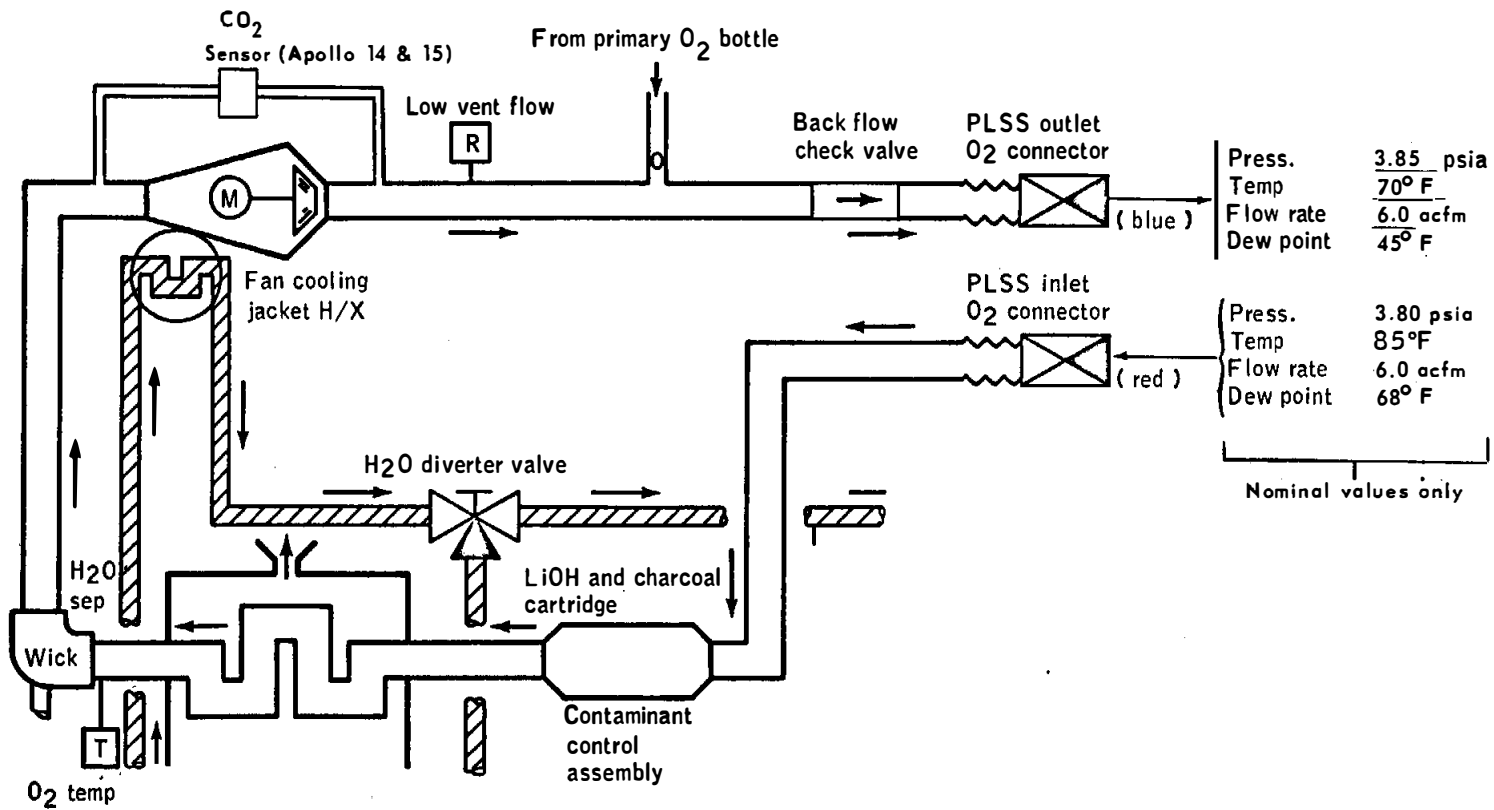 CO2
Sensor (Apollo 14 & 15)
From primary O2 bottle
Low vent flow
R
Back flow
check valve
PLSS outlet
O2 connector
M
(blue)
Press. 3.85 psia
Temp 70° F
Flow rate 6.0 acfm
Dew point 45° F
Fan cooling
jacket H/X
PLSS inlet
O2 connector
(red)
Press. 3.80 psia
Temp 85°F
Flow rate 6.0 acfm
Dew point 68° F
Nominal values only
H2O diverter valve
H2O
sep
LiOH and charcoal
cartridge
Wick
Contaminant
control
assembly
T
O2 temp